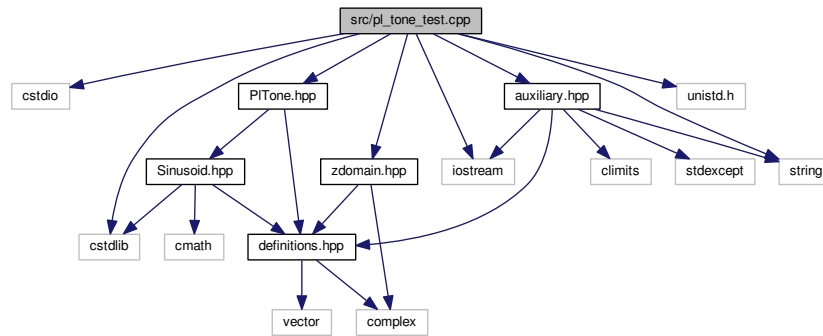 src/pl_tone_test.cpp
cstdio
PlTone.hpp
auxiliary.hpp
unistd.h
Sinusoid.hpp
zdomain.hpp
iostream
climits
stdexcept
string
cstdlib
cmath
definitions.hpp
vector
complex